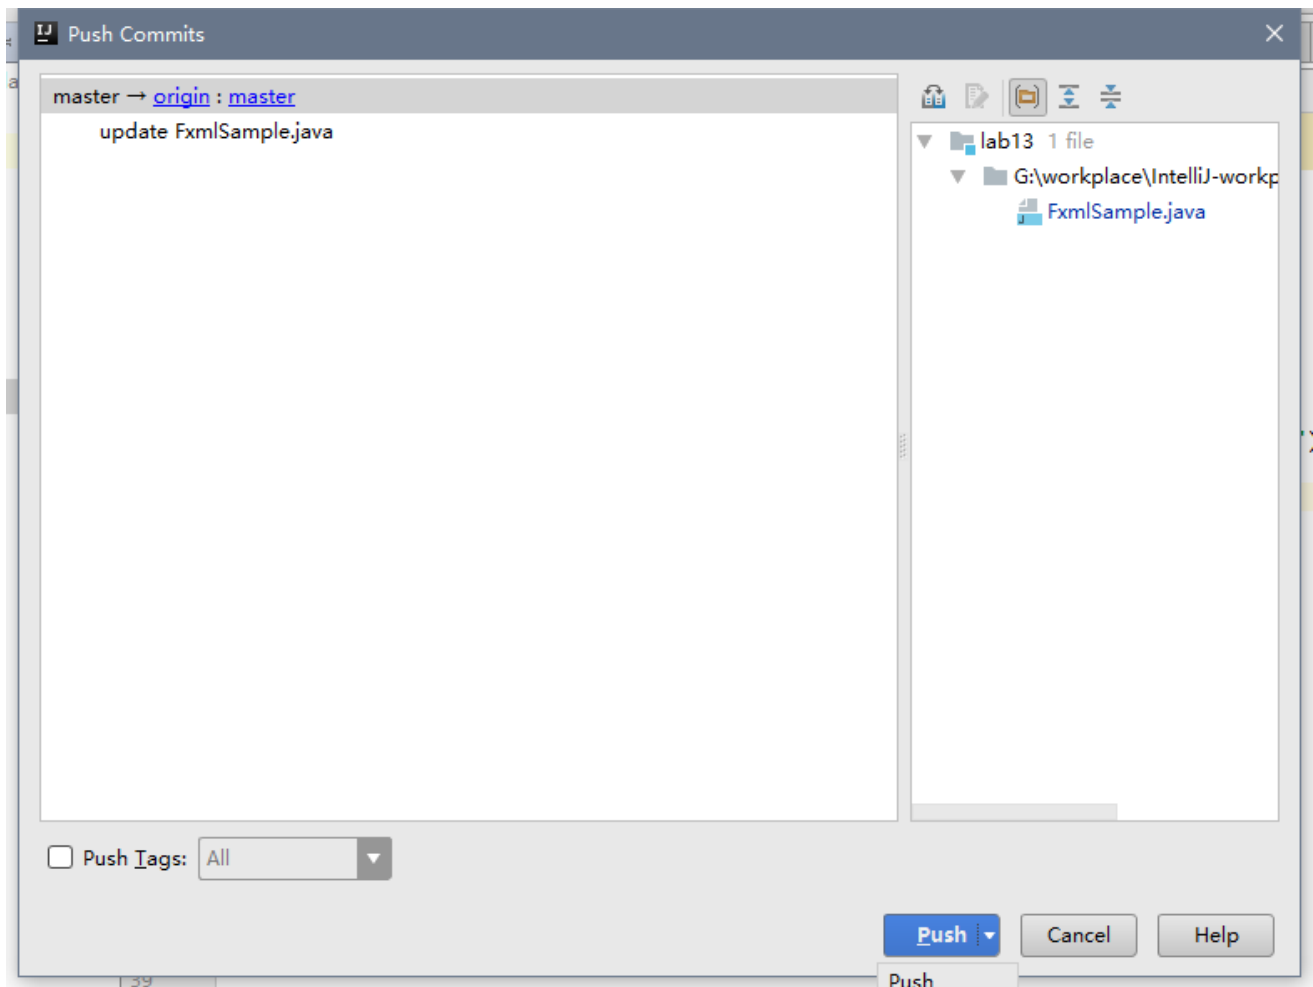 Push Commits
master → origin : master
update FxmlSample.java
lab13 1 file
G:\workplace\IntelliJ-workp
FxmlSample.java
Push Tags: All
Push Cancel Help
Push
39